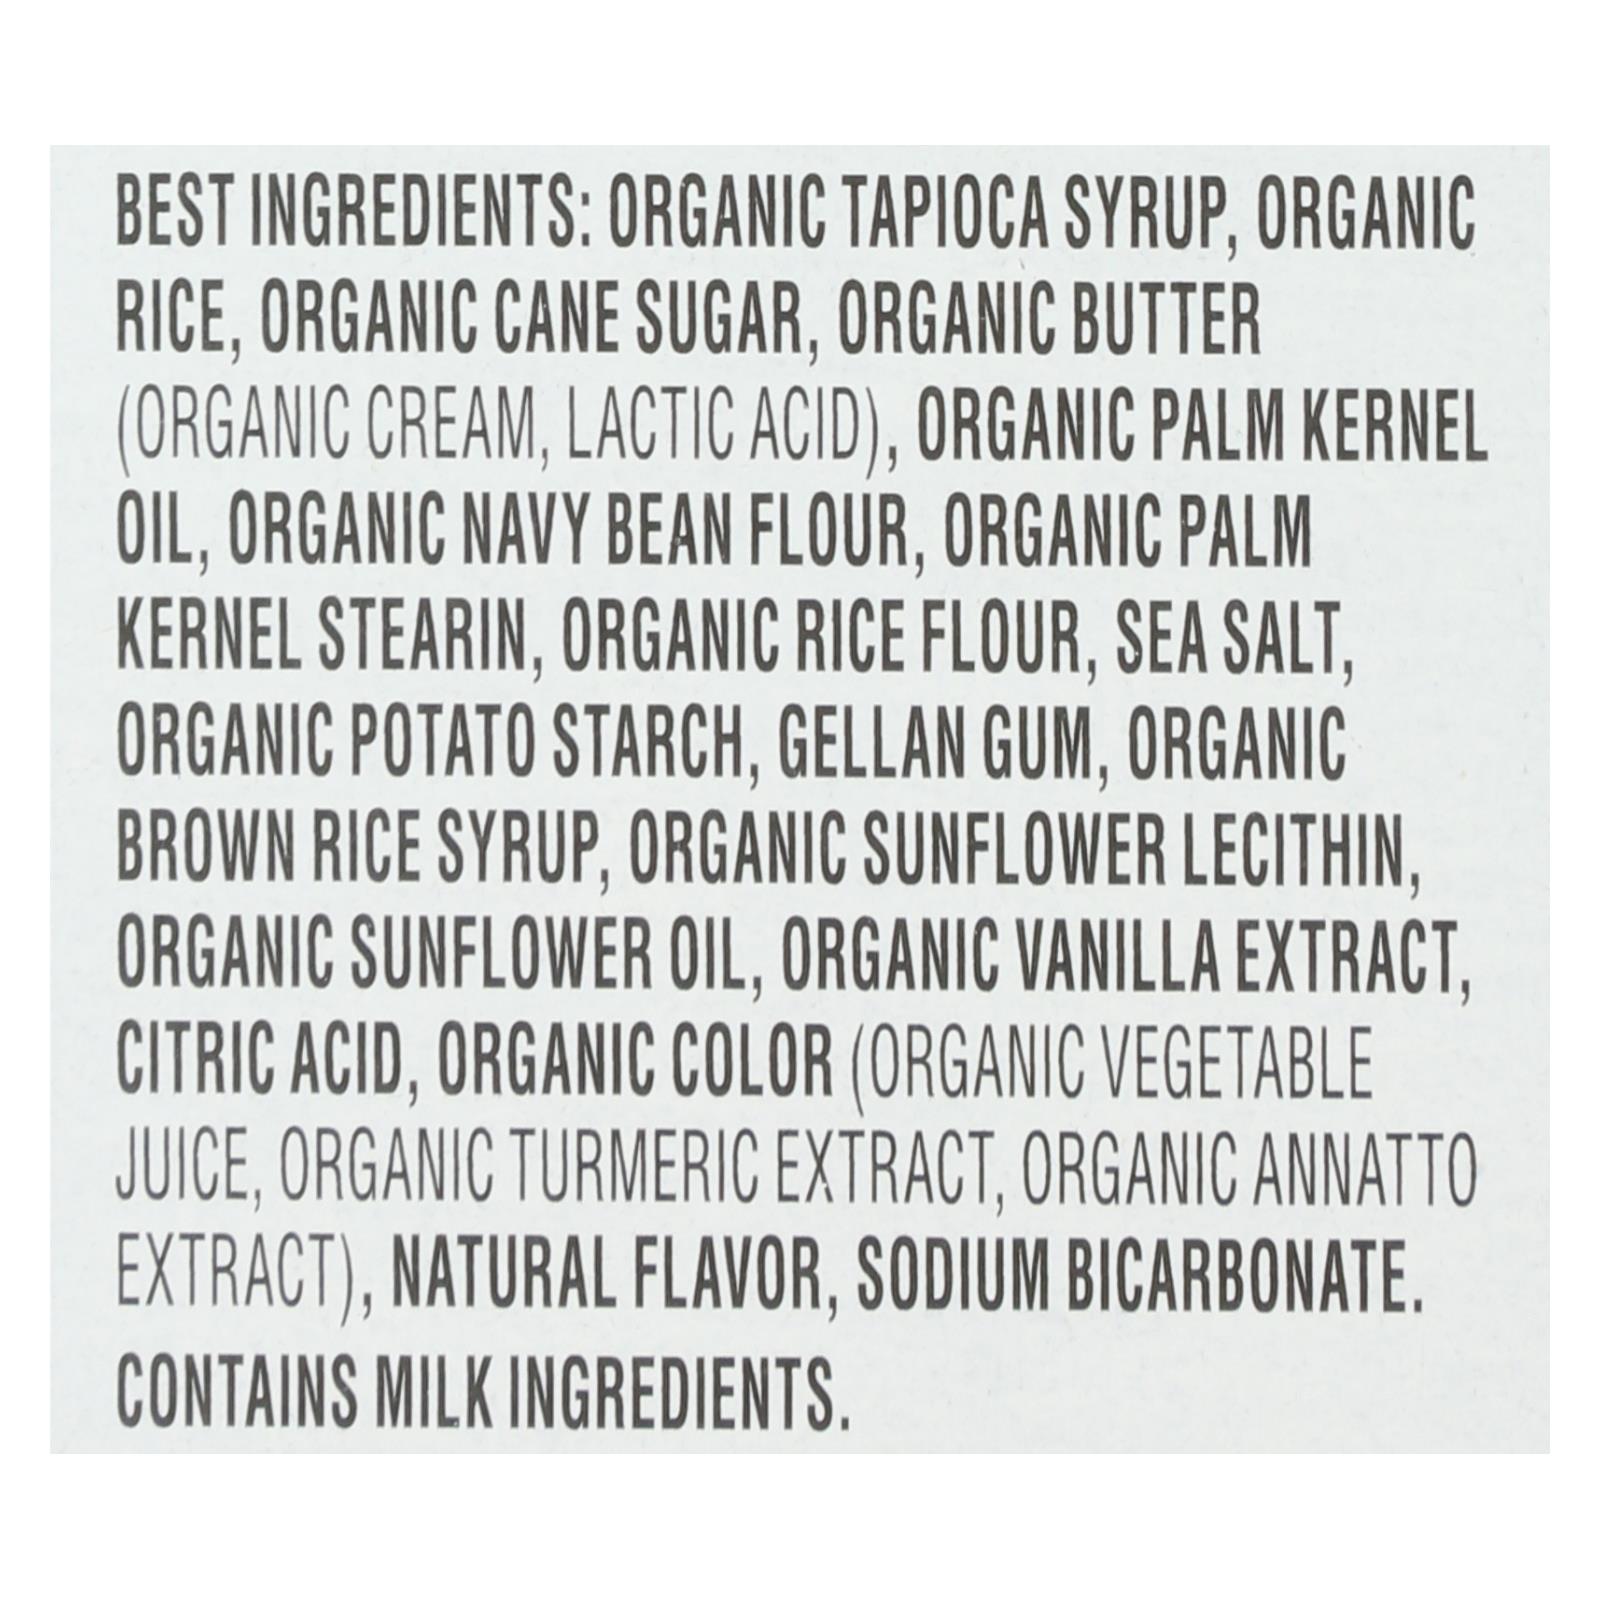 BEST INGREDIENTS: ORGANIC TAPIOCA SYRUP, ORGANIC
RICE, ORGANIC CANE SUGAR, ORGANIC BUTTER
(ORGANIC CREAM, LACTIC ACID), ORGANIC PALM KERNEL
OIL, ORGANIC NAVY BEAN FLOUR, ORGANIC PALM
KERNEL STEARIN, ORGANIC RICE FLOUR, SEA SALT,
ORGANIC POTATO STARCH, GELLAN GUM, ORGANIC
BROWN RICE SYRUP, ORGANIC SUNFLOWER LECITHIN,
ORGANIC SUNFLOWER OIL, ORGANIC VANILLA EXTRACT,
CITRIC ACID, ORGANIC COLOR (ORGANIC VEGETABLE
JUICE, ORGANIC TURMERIC EXTRACT, ORGANIC ANNATTO
EXTRACT), NATURAL FLAVOR, SODIUM BICARBONATE.
CONTAINS MILK INGREDIENTS.